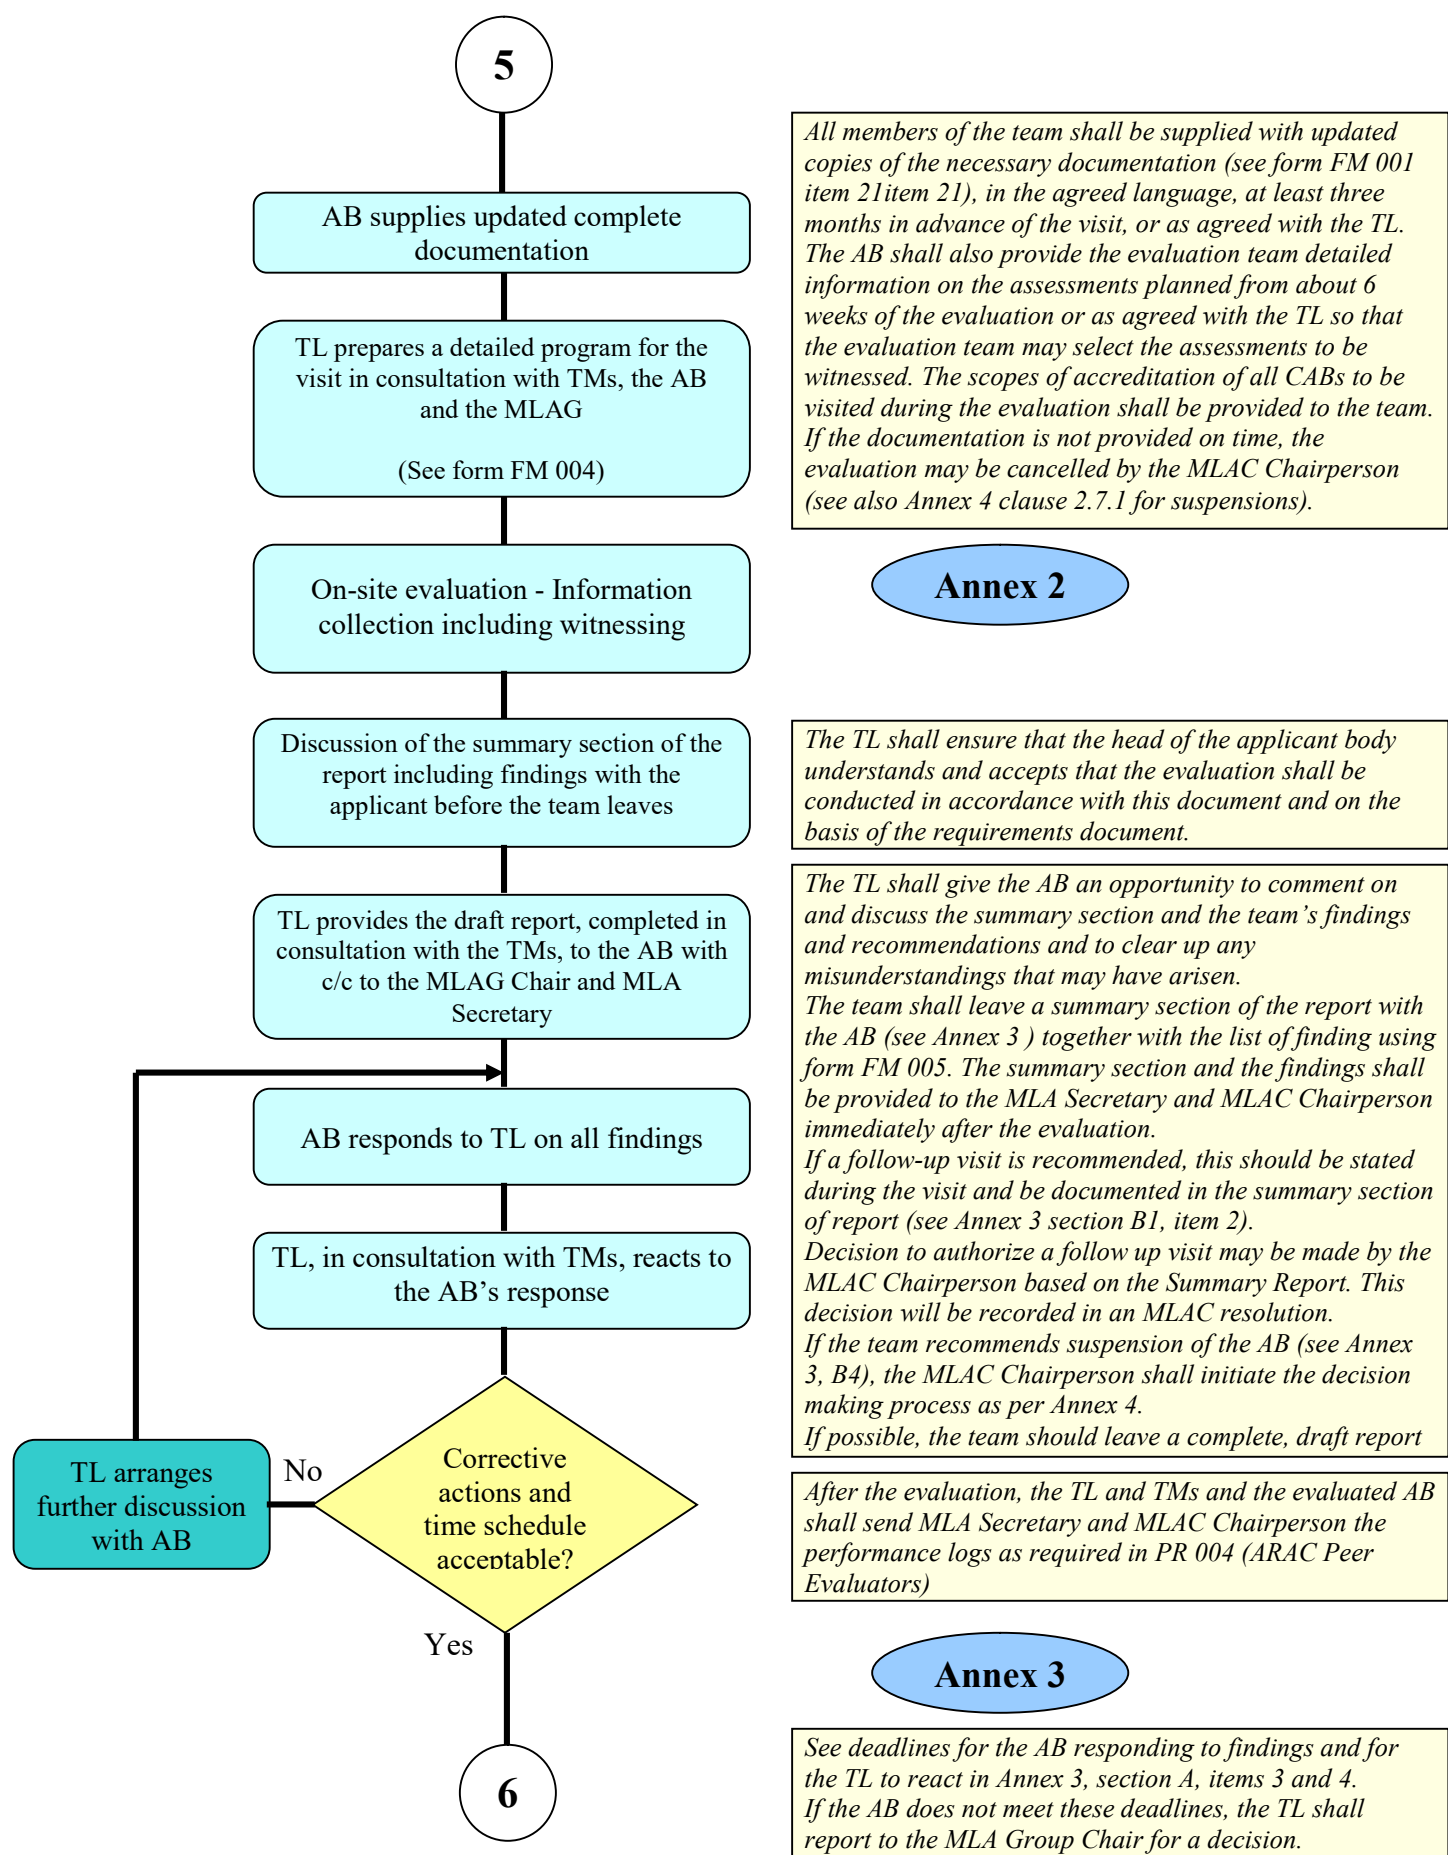 5
AB supplies updated complete
documentation
TL prepares a detailed program for the
visit in consultation with TMs, the AB
and the MLAG
(See form FM 004)
On-site evaluation - Information
collection including witnessing
Discussion of the summary section of the
report including findings with the
applicant before the team leaves
TL provides the draft report, completed in
consultation with the TMs, to the AB with
c/c to the MLAG Chair and MLA
Secretary
AB responds to TL on all findings
TL, in consultation with TMs, reacts to
the AB’s response
Corrective
actions and
time schedule
acceptable?
No
TL arranges
further discussion
with AB
Yes
6
All members of the team shall be supplied with updated
copies of the necessary documentation (see form FM 001
item 21item 21), in the agreed language, at least three
months in advance of the visit, or as agreed with the TL.
The AB shall also provide the evaluation team detailed
information on the assessments planned from about 6
weeks of the evaluation or as agreed with the TL so that
the evaluation team may select the assessments to be
witnessed. The scopes of accreditation of all CABs to be
visited during the evaluation shall be provided to the team.
If the documentation is not provided on time, the
evaluation may be cancelled by the MLAC Chairperson
(see also Annex 4 clause 2.7.1 for suspensions).
Annex 2
The TL shall ensure that the head of the applicant body
understands and accepts that the evaluation shall be
conducted in accordance with this document and on the
basis of the requirements document.
The TL shall give the AB an opportunity to comment on
and discuss the summary section and the team’s findings
and recommendations and to clear up any
misunderstandings that may have arisen.
The team shall leave a summary section of the report with
the AB (see Annex 3 ) together with the list of finding using
form FM 005. The summary section and the findings shall
be provided to the MLA Secretary and MLAC Chairperson
immediately after the evaluation.
If a follow-up visit is recommended, this should be stated
during the visit and be documented in the summary section
of report (see Annex 3 section B1, item 2).
Decision to authorize a follow up visit may be made by the
MLAC Chairperson based on the Summary Report. This
decision will be recorded in an MLAC resolution.
If the team recommends suspension of the AB (see Annex
3, B4), the MLAC Chairperson shall initiate the decision
making process as per Annex 4.
If possible, the team should leave a complete, draft report
After the evaluation, the TL and TMs and the evaluated AB
shall send MLA Secretary and MLAC Chairperson the
performance logs as required in PR 004 (ARAC Peer
Evaluators)
Annex 3
See deadlines for the AB responding to findings and for
the TL to react in Annex 3, section A, items 3 and 4.
If the AB does not meet these deadlines, the TL shall
report to the MLA Group Chair for a decision.